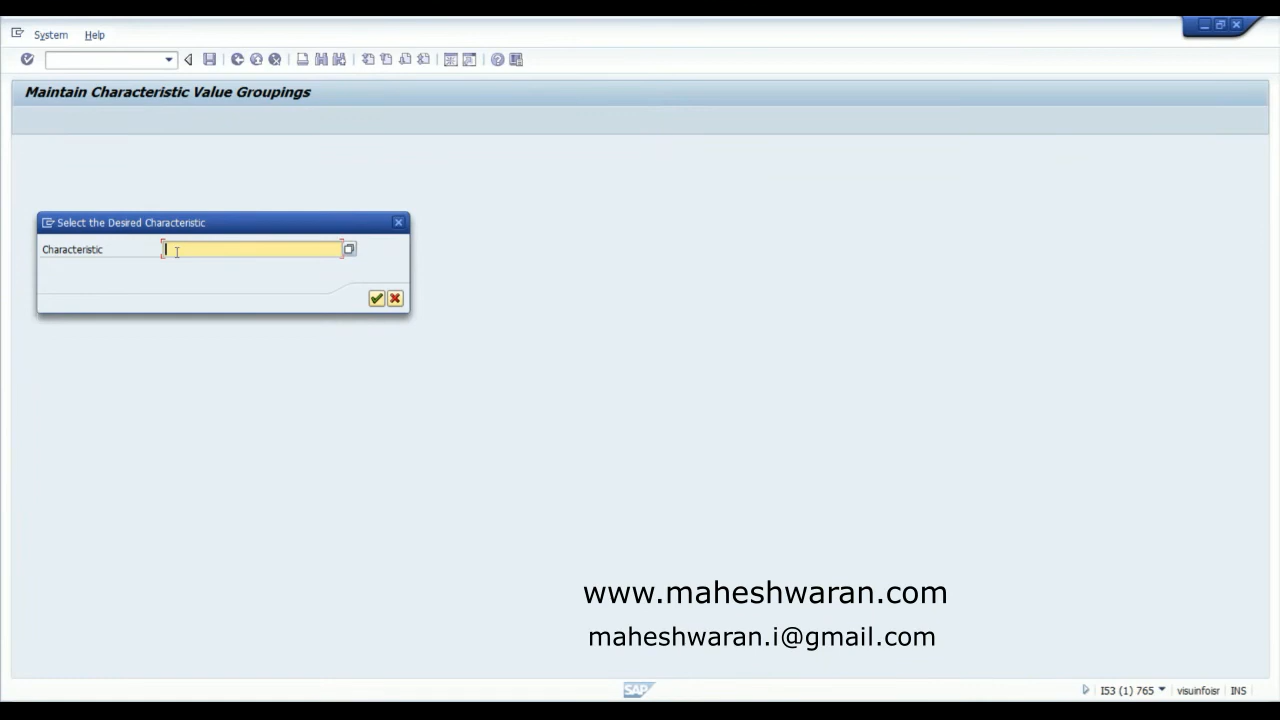 System Help
Maintain Characteristic Value Groupings
Select the Desired Characteristic
Characteristic
www.maheshwaran.com
maheshwaran.i@gmail.com
SAP I53 (1) 765 visuinfoisr INS